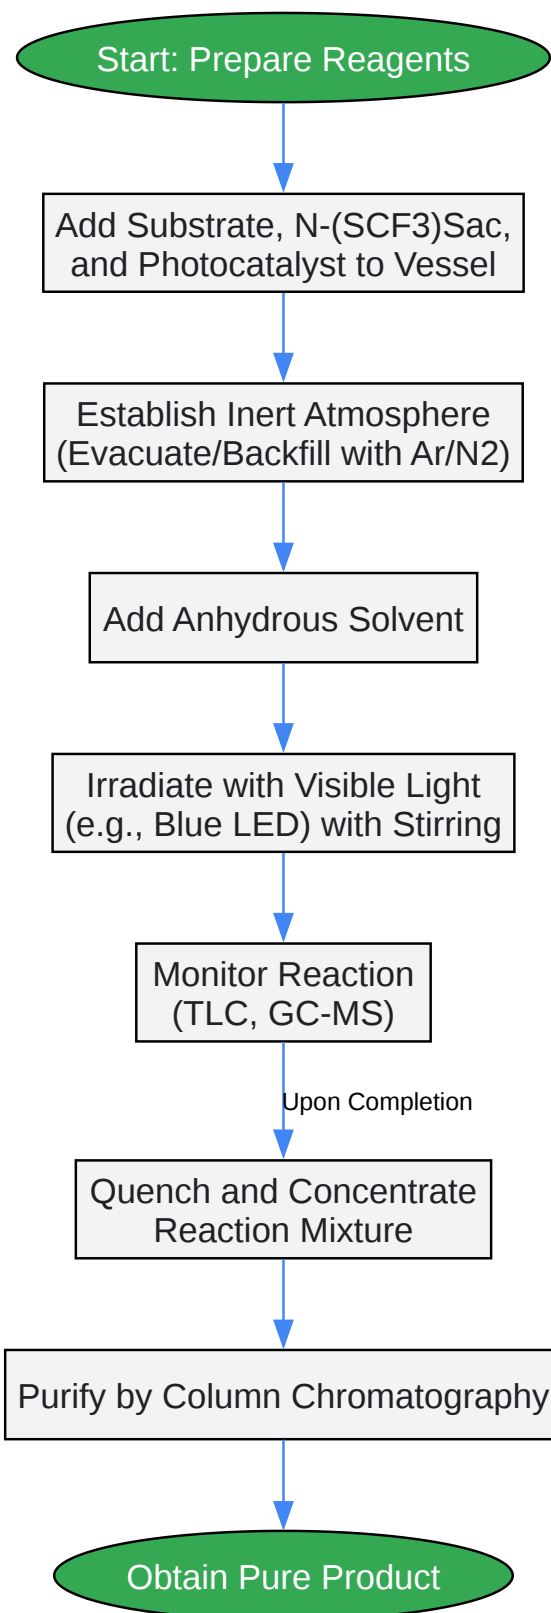 Start: Prepare Reagents
Add Substrate, N-(SCF3)Sac,
and Photocatalyst to Vessel
Establish Inert Atmosphere
(Evacuate/Backfill with Ar/N2)
Add Anhydrous Solvent
Irradiate with Visible Light
(e.g., Blue LED) with Stirring
Monitor Reaction
(TLC, GC-MS)
Upon Completion
Quench and Concentrate
Reaction Mixture
Purify by Column Chromatography
Obtain Pure Product